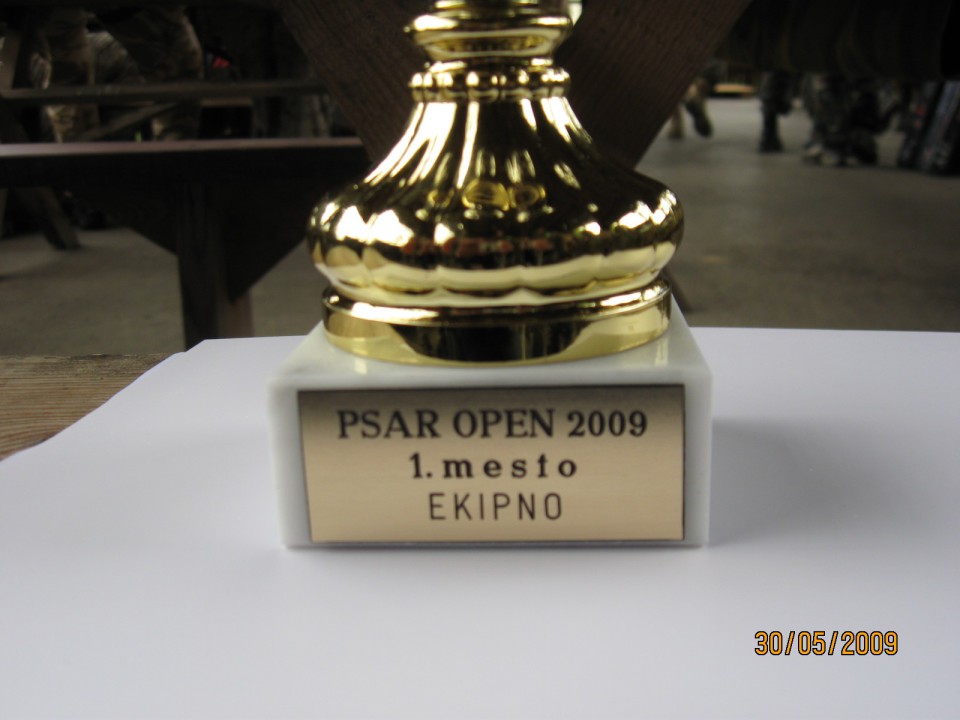 PSAR OPEN 2009
1. mesto
EKIPNO
30/05/2009